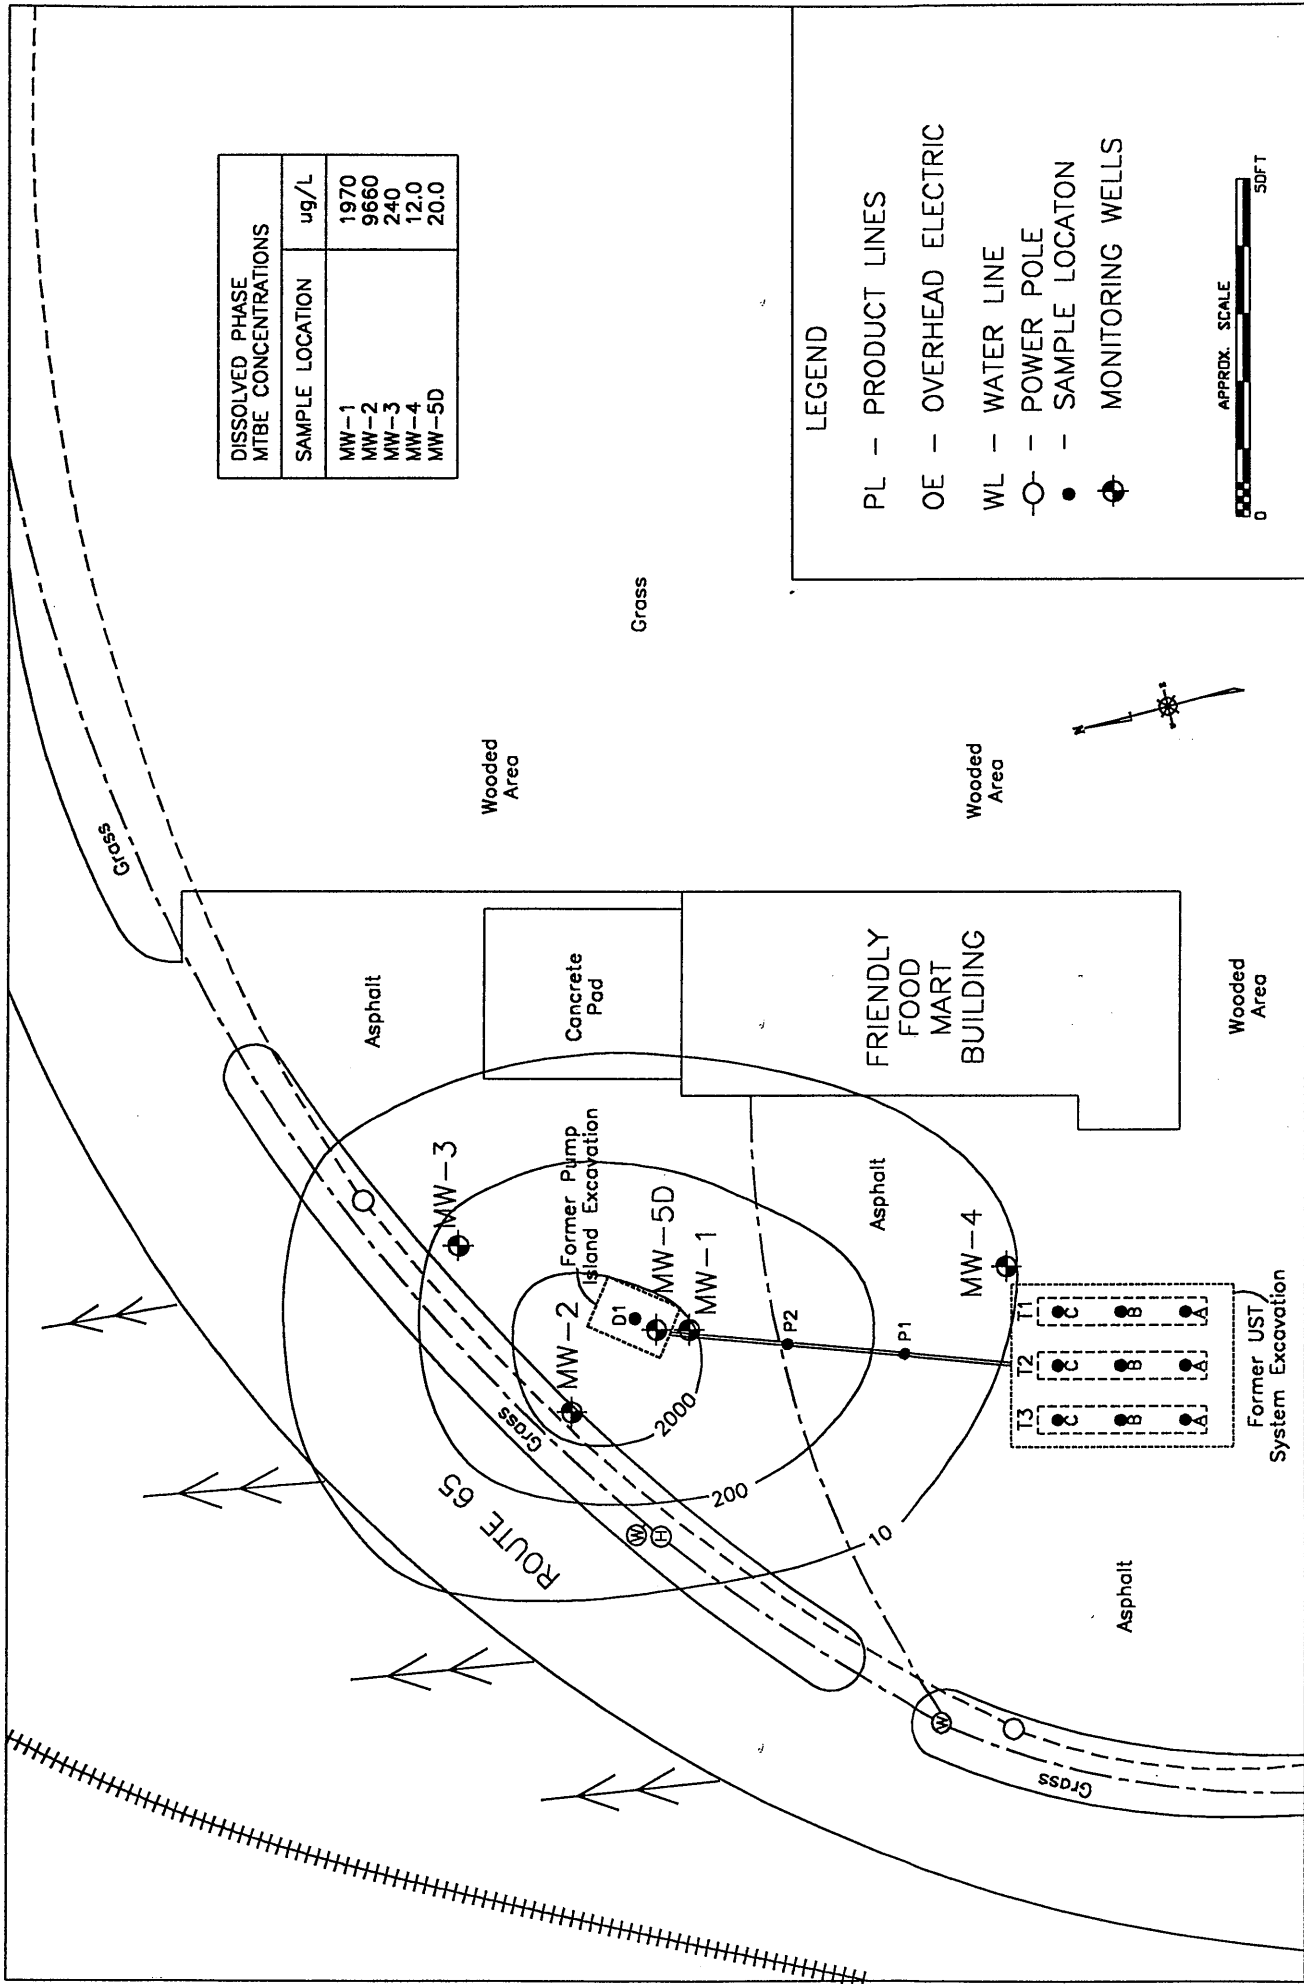 DISSOLVED PHASE
MTBE CONCENTRATIONS
SAMPLE LOCATION ug/L
MW-1 1970
MW-2 9660
MW-3 240
MW-4 12.0
MW-5D 20.0
LEGEND
PL - PRODUCT LINES
OE - OVERHEAD ELECTRIC
WL - WATER LINE
- POWER POLE
- SAMPLE LOCATON
MONITORING WELLS
APPROX. SCALE
0 50FT
Grass
Grass
Wooded
Area
Wooded
Area
N
Wooded
Area
Asphalt
Concrete
Pad
FRIENDLY
FOOD
MART
BUILDING
MW-3
Former Pump
Island Excavation
MW-2
D1
MW-5D
MW-1
P2
P1
Asphalt
MW-4
T1
C
B
A
T2
C
B
A
T3
C
B
A
Former UST
System Excavation
2000
200
10
Grass
ROUTE 65
W
H
W
Grass
Asphalt